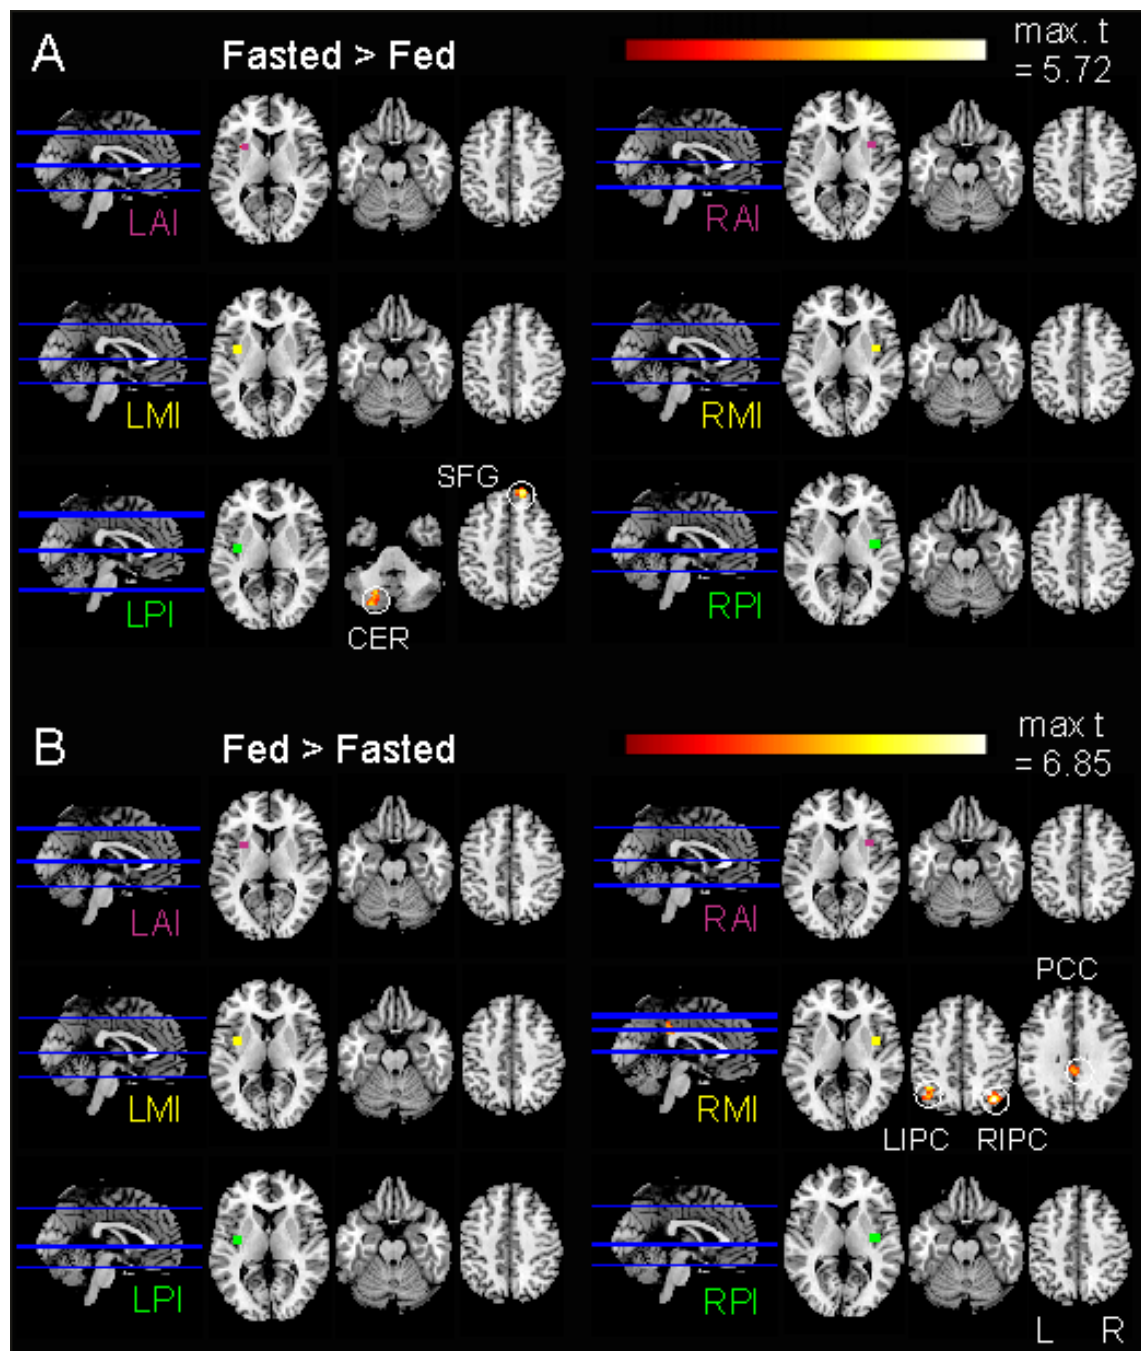 A
Fasted > Fed
max. t
= 5.72
LAI
RAI
LMI
RMI
SFG
LPI
CER
RPI
B
Fed > Fasted
max t
= 6.85
LAI
RAI
PCC
LMI
RMI
LIPC
RIPC
LPI
RPI
L
R